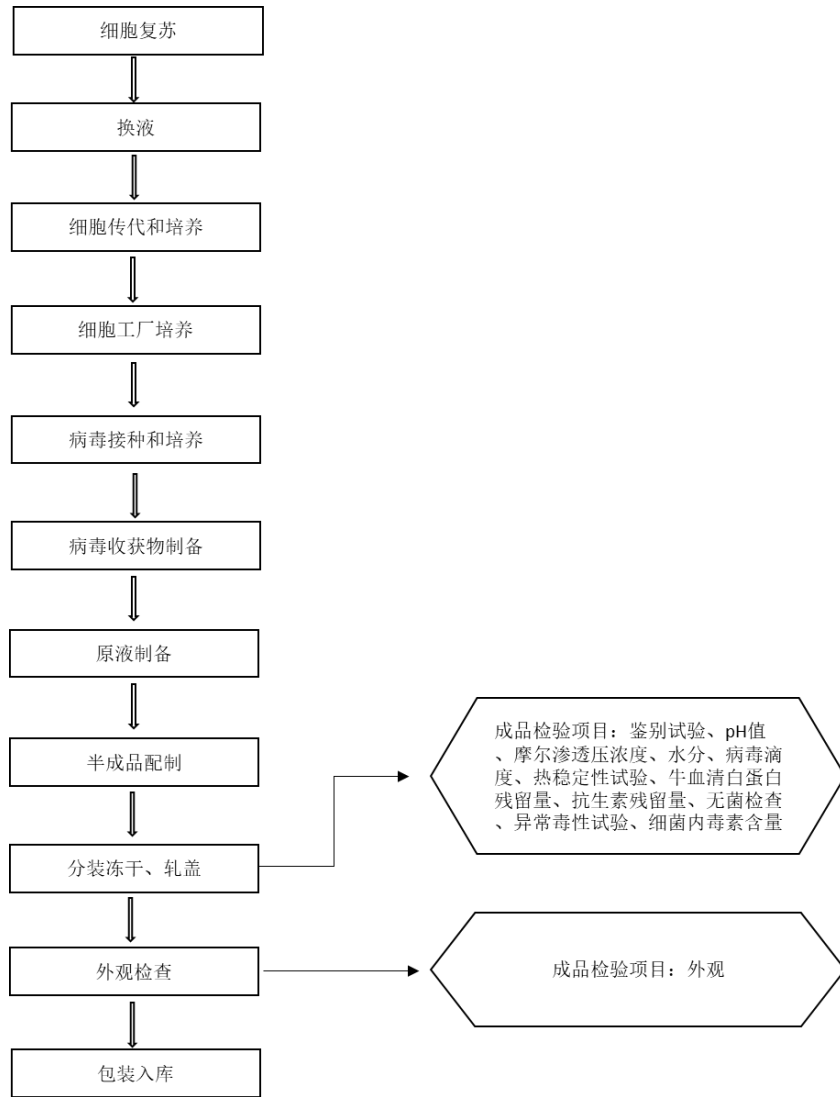 细胞复苏
换液
细胞传代和培养
细胞工厂培养
病毒接种和培养
病毒收获物制备
原液制备
半成品配制
成品检验项目：鉴别试验、pH值
、摩尔渗透压浓度、水分、病毒滴
度、热稳定性试验、牛血清白蛋白
残留量、抗生素残留量、无菌检查
、异常毒性试验、细菌内毒素含量
分装冻干、轧盖
外观检查
成品检验项目：外观
包装入库